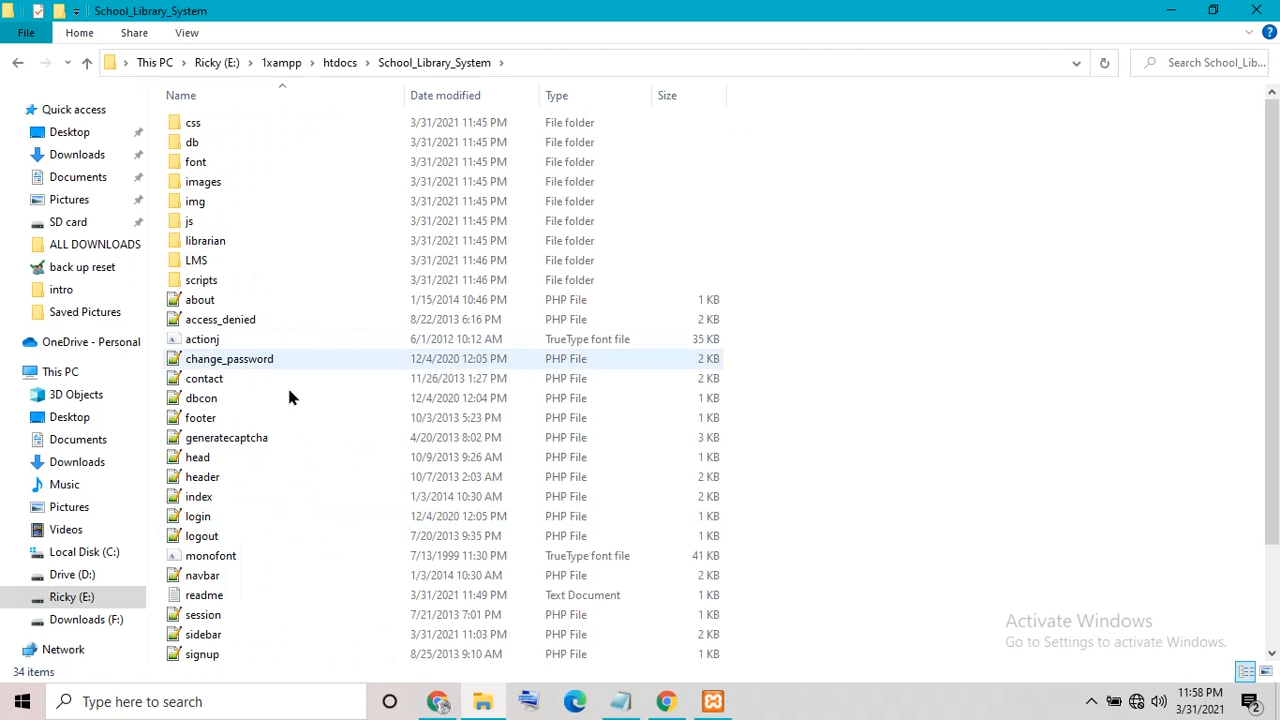 School_Library_System
File Home Share View
This PC Ricky (E:) 1xampp htdocs School_Library_System Search School_Lib...
Name Date modified Type Size
Quick access
Desktop
Downloads
Documents
Pictures
SD card
ALL DOWNLOADS
back up reset
intro
Saved Pictures
OneDrive - Personal
This PC
3D Objects
Desktop
Documents
Downloads
Music
Pictures
Videos
Local Disk (C:)
Drive (D:)
Ricky (E:)
Downloads (F:)
Network
css 3/31/2021 11:45 PM File folder
db 3/31/2021 11:45 PM File folder
font 3/31/2021 11:45 PM File folder
images 3/31/2021 11:45 PM File folder
img 3/31/2021 11:45 PM File folder
js 3/31/2021 11:45 PM File folder
librarian 3/31/2021 11:45 PM File folder
LMS 3/31/2021 11:46 PM File folder
scripts 3/31/2021 11:46 PM File folder
about 1/15/2014 10:46 PM PHP File 1 KB
access_denied 8/22/2013 6:16 PM PHP File 2 KB
actionj 6/1/2012 10:12 AM TrueType font file 35 KB
change_password 12/4/2020 12:05 PM PHP File 2 KB
contact 11/26/2013 1:27 PM PHP File 2 KB
dbcon 12/4/2020 12:04 PM PHP File 1 KB
footer 10/3/2013 5:23 PM PHP File 1 KB
generatecaptcha 4/20/2013 8:02 PM PHP File 3 KB
head 10/9/2013 9:26 AM PHP File 1 KB
header 10/7/2013 2:03 AM PHP File 1 KB
index 1/3/2014 10:30 AM PHP File 1 KB
login 12/4/2020 12:05 PM PHP File 1 KB
logout 7/20/2013 9:35 PM PHP File 1 KB
monofont 7/13/1999 11:30 PM TrueType font file 41 KB
navbar 1/3/2014 10:30 AM PHP File 2 KB
readme 3/31/2021 11:49 PM Text Document 1 KB
session 7/21/2013 7:01 PM PHP File 1 KB
sidebar 3/31/2021 11:03 PM PHP File 2 KB
signup 8/25/2013 9:10 AM PHP File 1 KB
Activate Windows
Go to Settings to activate Windows.
34 items
Type here to search
11:58 PM
3/31/2021
2